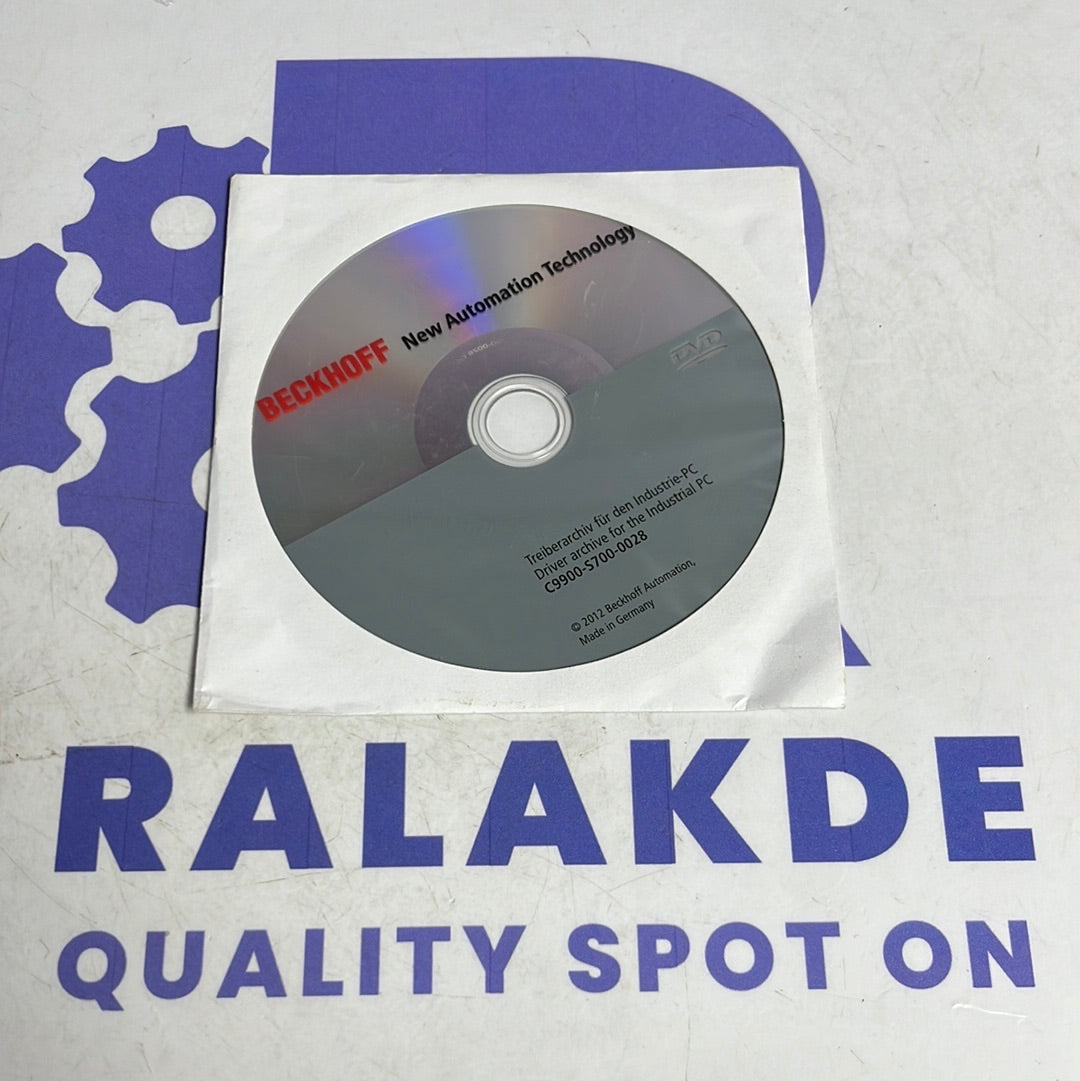 BECKHOFF New Automation Technology
DVD
Treiberarchiv für den Industrie-PC
Driver archive for the Industrial PC
C9900-S700-0028
© 2012 Beckhoff Automation,
Made in Germany
RALAKDE
QUALITY SPOT ON